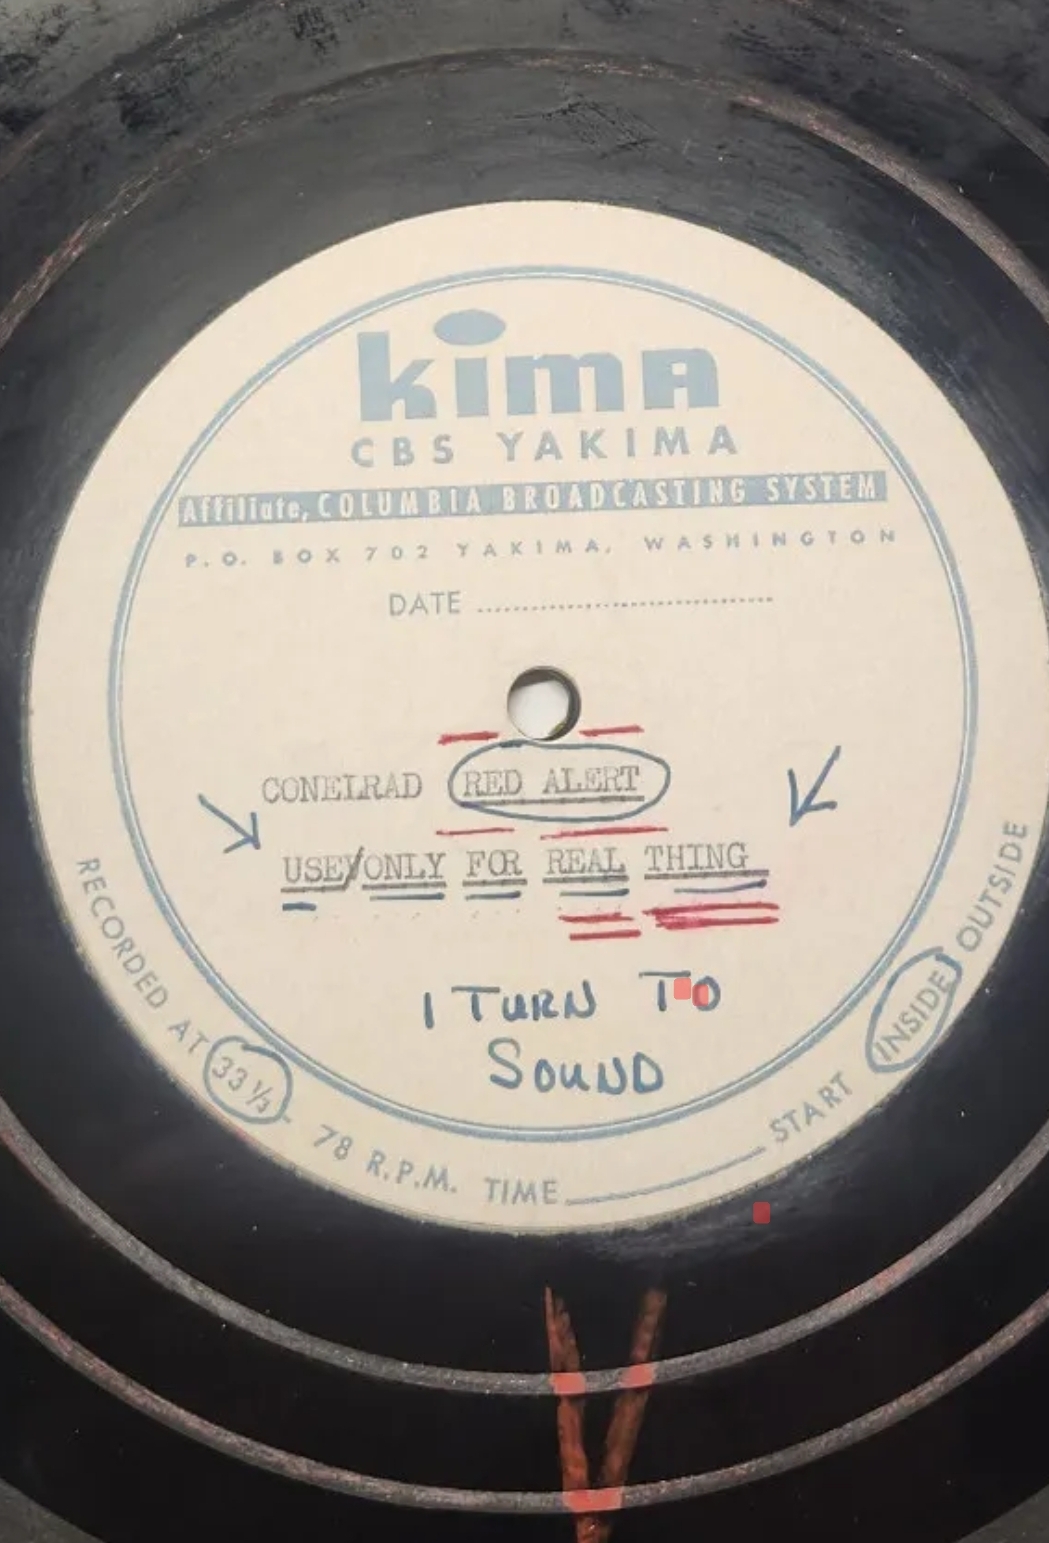 kima
CBS YAKIMA
Affiliate, COLUMBIA BROADCASTING SYSTEM
P.O. BOX 702 YAKIMA, WASHINGTON
DATE
CONELRAD RED ALERT
USE/ONLY FOR REAL THING
1 TURN TO
SOUND
RECORDED AT 33 1/3 - 78 R.P.M. TIME START INSIDE OUTSIDE